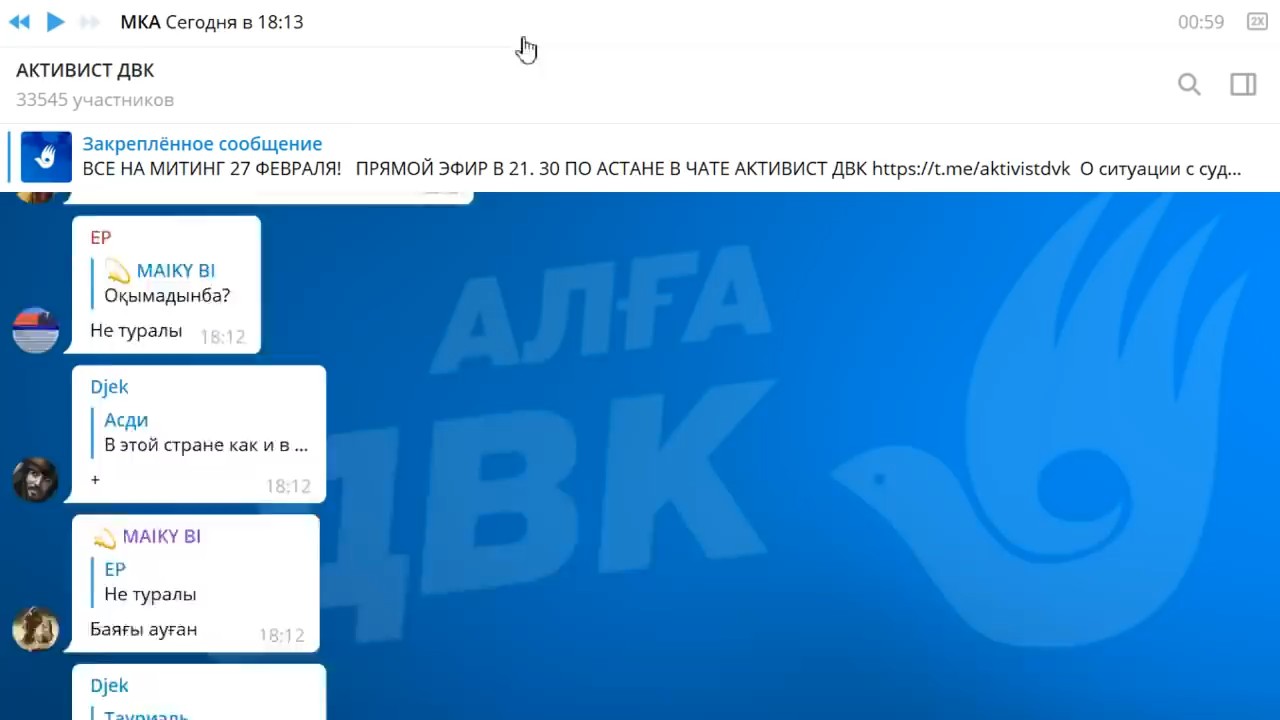 МКА Сегодня в 18:13
00:59
2X
АКТИВИСТ ДВК
33545 участников
Закреплённое сообщение
ВСЕ НА МИТИНГ 27 ФЕВРАЛЯ! ПРЯМОЙ ЭФИР В 21. 30 ПО АСТАНЕ В ЧАТЕ АКТИВИСТ ДВК https://t.me/aktivistdvk О ситуации с суд...
ЕР
MAIKY BI
Оқымадынба?
Не туралы
18:12
Djek
Асди
В этой стране как и в ...
+
18:12
MAIKY BI
ЕР
Не туралы
Баяғы ауған
18:12
Djek
Тауриэль
АЛҒА
ДВК